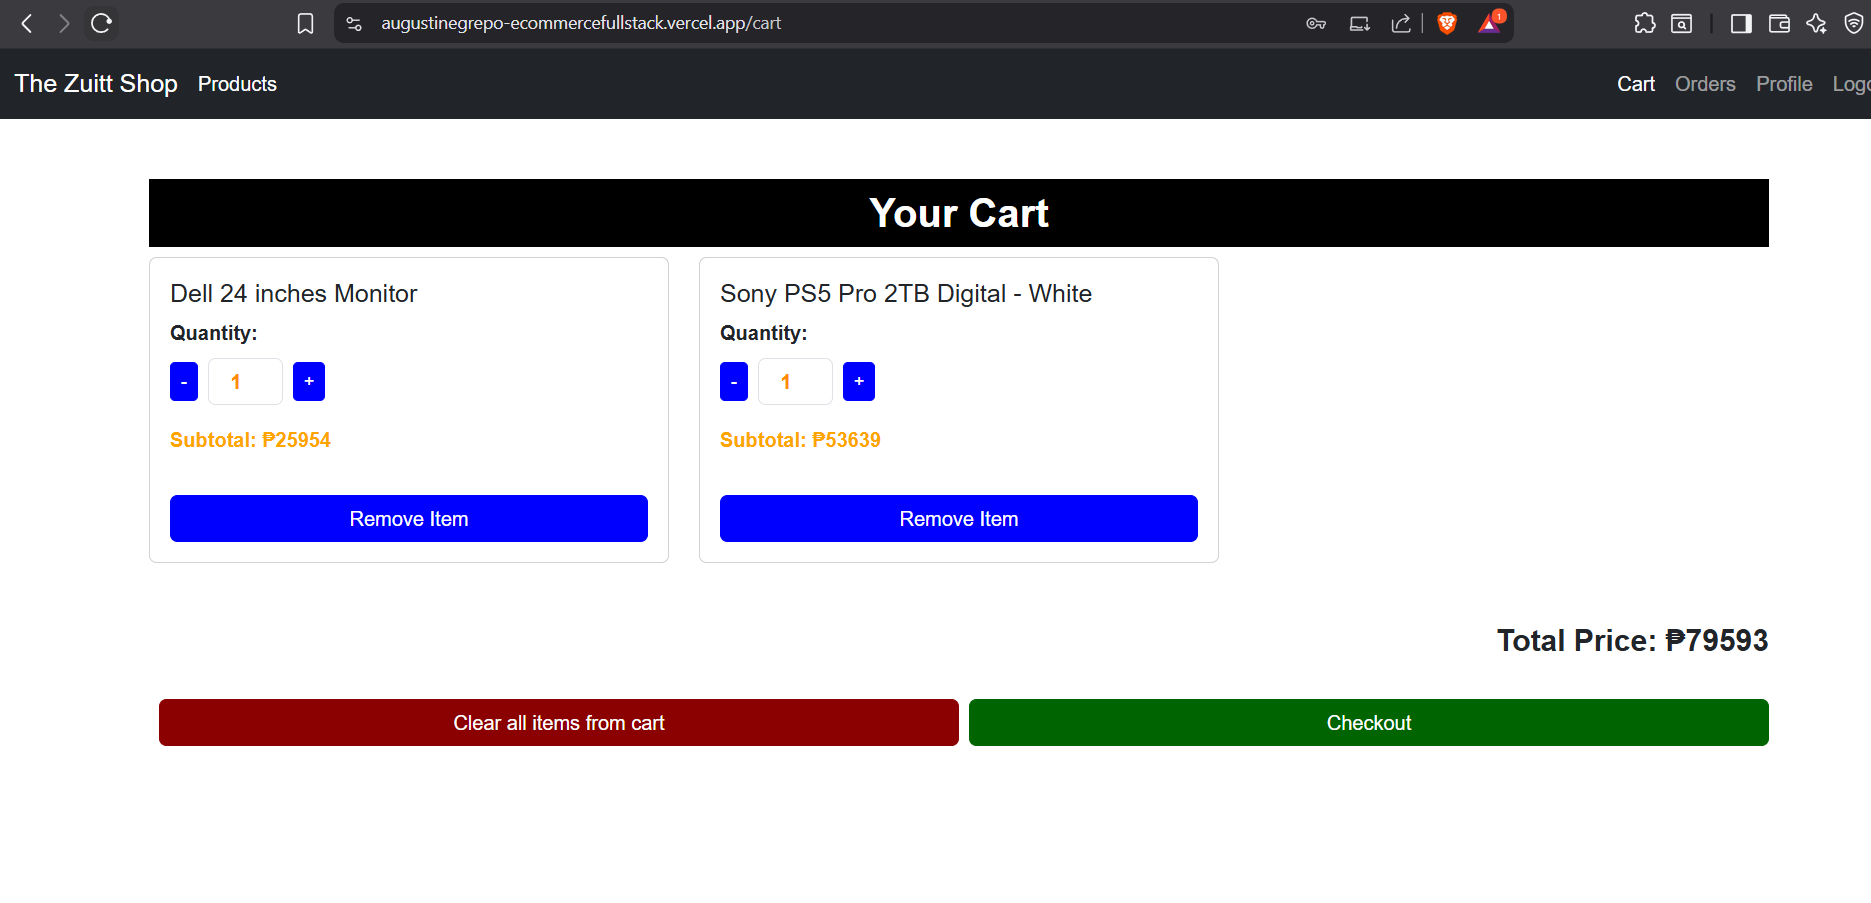 augustinegrepo-ecommercefullstack.vercel.app/cart
1
The Zuitt Shop Products Cart Orders Profile Logo
Your Cart
Dell 24 inches Monitor
Quantity:
- 1 +
Subtotal: ₱25954
Remove Item
Sony PS5 Pro 2TB Digital - White
Quantity:
- 1 +
Subtotal: ₱53639
Remove Item
Total Price: ₱79593
Clear all items from cart
Checkout